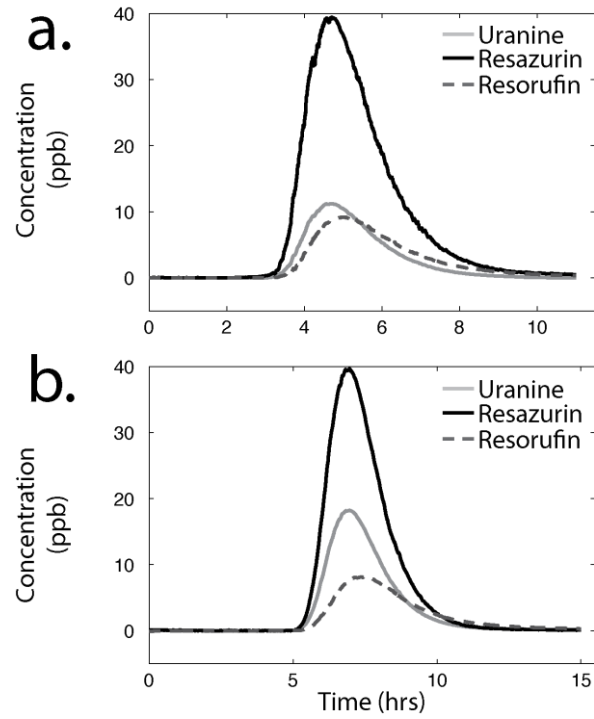 a.
40
30
20
10
0
Concentration
(ppb)
Uranine
Resazurin
Resorufin
0 2 4 6 8 10
b.
40
30
20
10
0
Concentration
(ppb)
Uranine
Resazurin
Resorufin
0 5 10 15
Time (hrs)